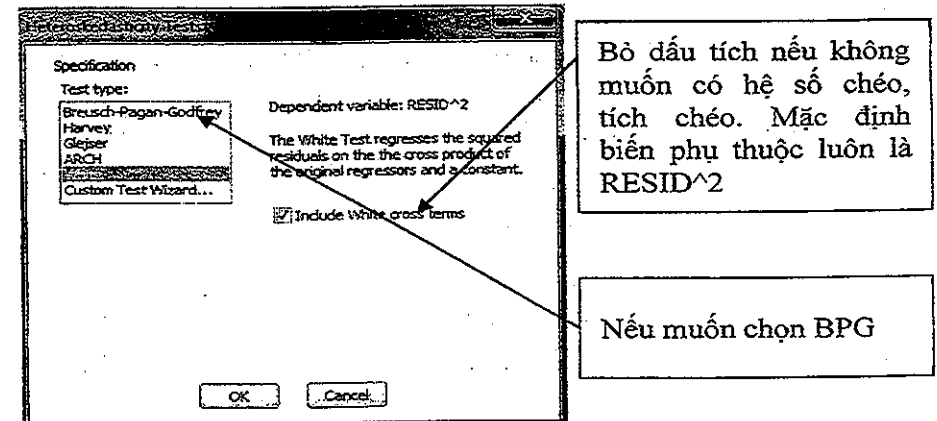 Specification
Test type:
Breusch-Pagan-Godfrey
Harvey
Glejser
ARCH
Custom Test Wizard...
Dependent variable: RESID^2
The White Test regresses the squared
residuals on the the cross product of
the original regressors and a constant.
Include White cross terms
OK
Cancel
Bỏ dấu tích nếu không
muốn có hệ số chéo,
tích chéo. Mặc định
biến phụ thuộc luôn là
RESID^2
Nếu muốn chọn BPG